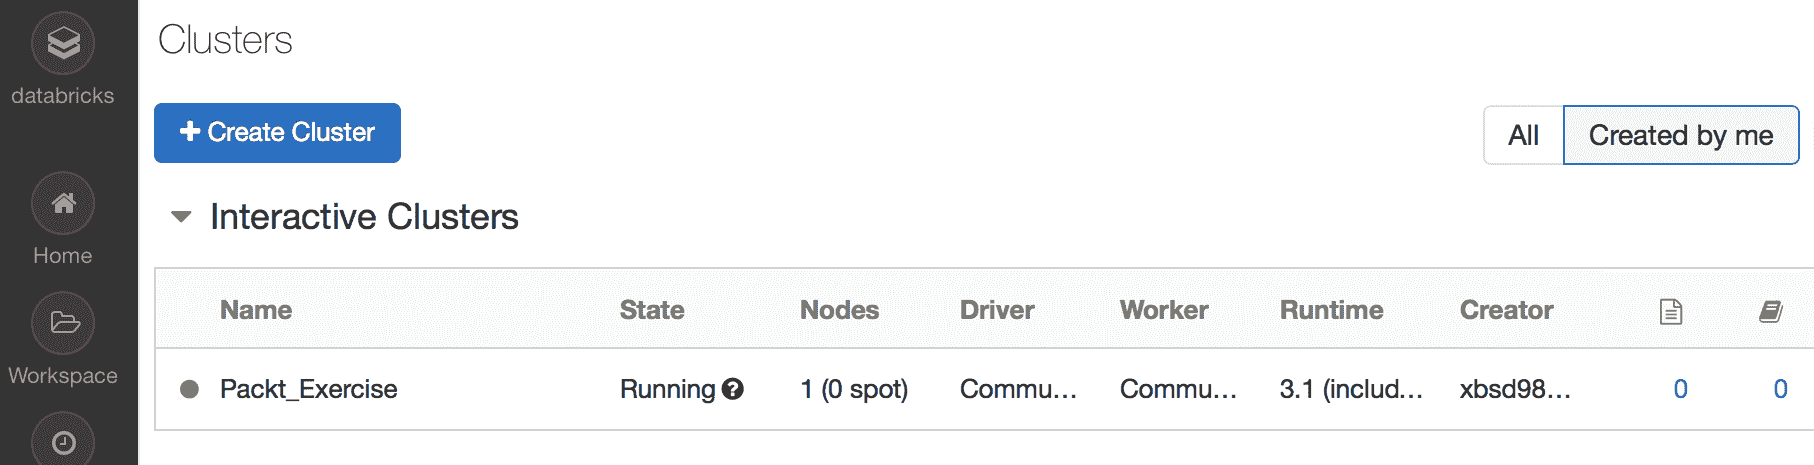 databricks
Home
Workspace
Clusters
Create Cluster
All
Created by me
Interactive Clusters
Name State Nodes Driver Worker Runtime Creator
Packt_Exercise Running 1 (0 spot) Commu... Commu... 3.1 (includ... xbsd98... 0 0